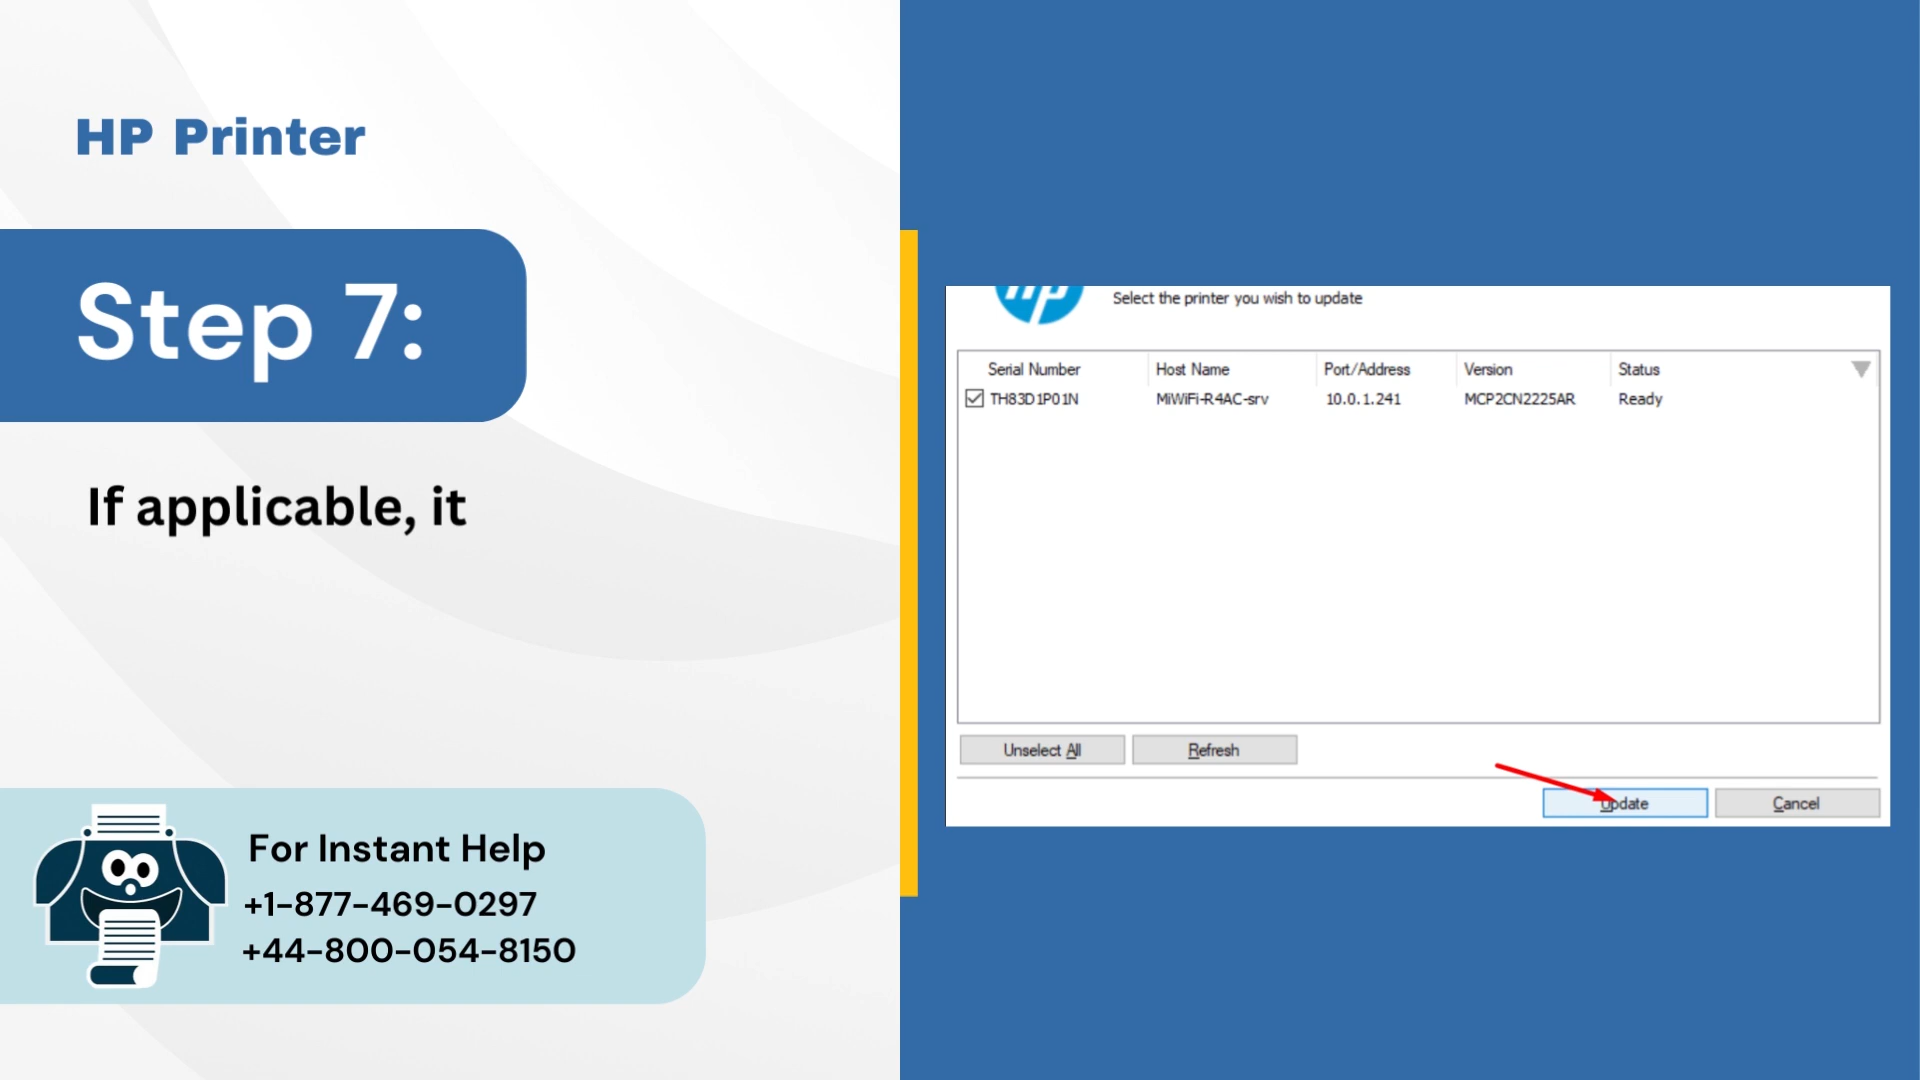 HP Printer
Step 7:
If applicable, it
For Instant Help
+1-877-469-0297
+44-800-054-8150
hp
Select the printer you wish to update
Serial Number Host Name Port/Address Version Status
TH83D1P01N MiWiFi-R4AC-srv 10.0.1.241 MCP2CN2225AR Ready
Unselect All Refresh
Update Cancel